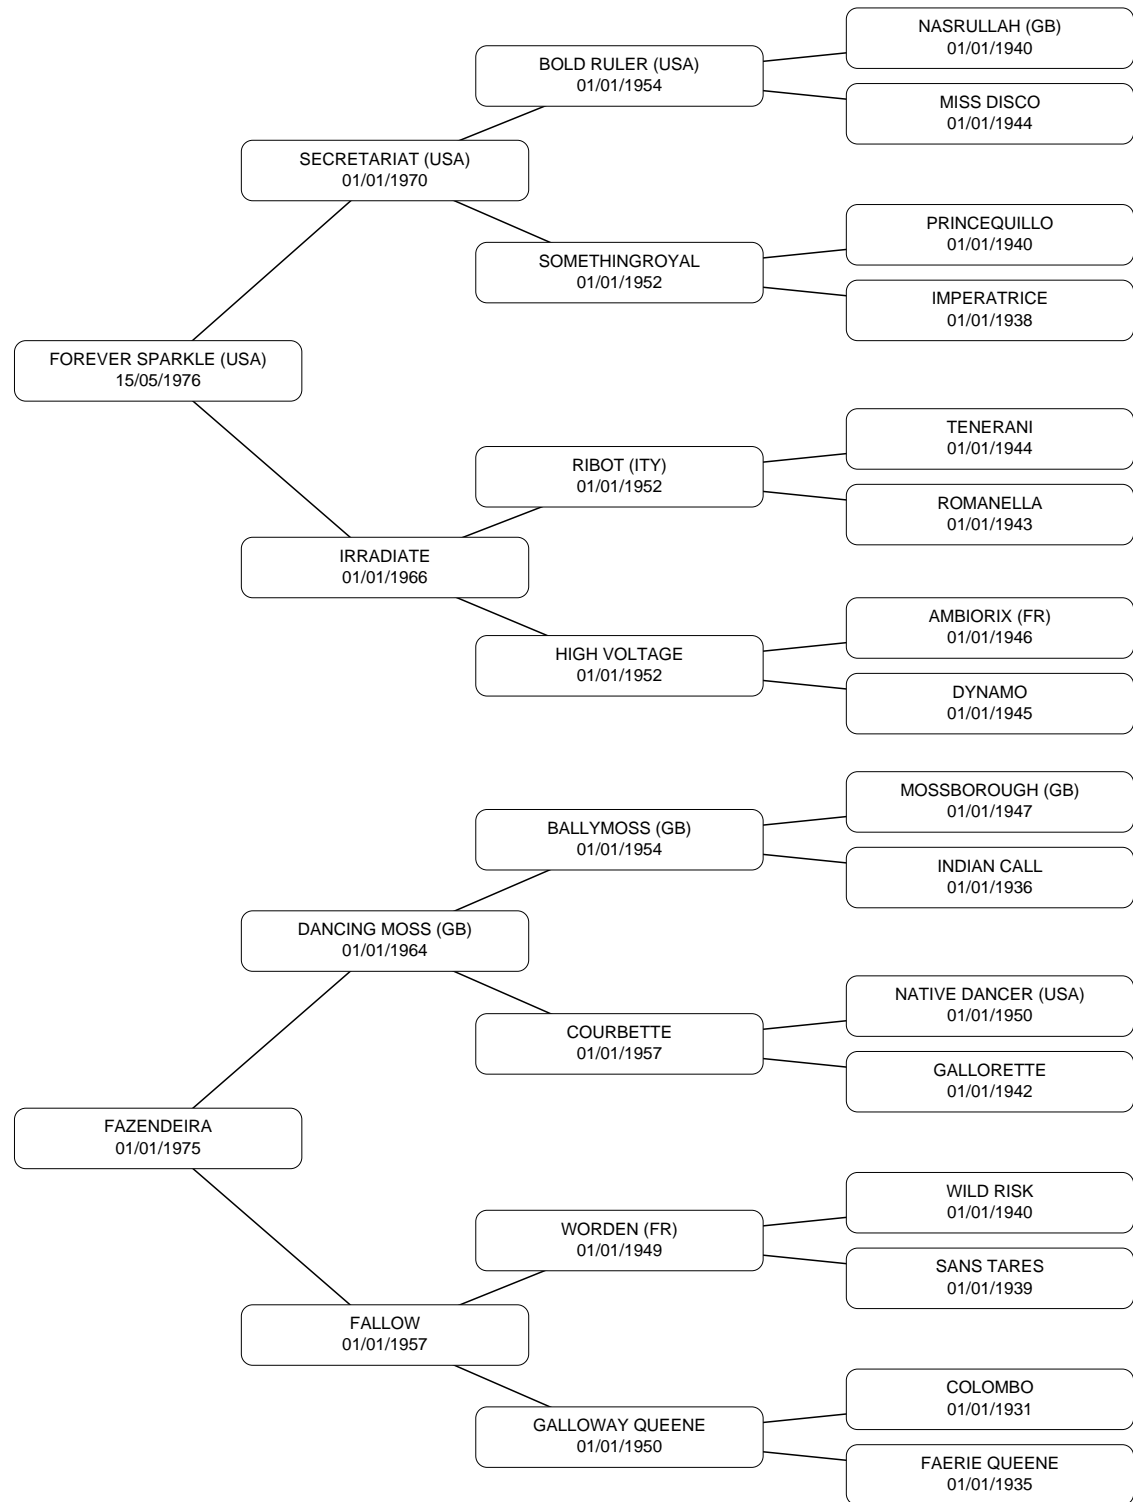 NASRULLAH (GB)
01/01/1940
BOLD RULER (USA)
01/01/1954
MISS DISCO
01/01/1944
SECRETARIAT (USA)
01/01/1970
PRINCEQUILLO
01/01/1940
SOMETHINGROYAL
01/01/1952
IMPERATRICE
01/01/1938
FOREVER SPARKLE (USA)
15/05/1976
TENERANI
01/01/1944
RIBOT (ITY)
01/01/1952
ROMANELLA
01/01/1943
IRRADIATE
01/01/1966
AMBIORIX (FR)
01/01/1946
HIGH VOLTAGE
01/01/1952
DYNAMO
01/01/1945
MOSSBOROUGH (GB)
01/01/1947
BALLYMOSS (GB)
01/01/1954
INDIAN CALL
01/01/1936
DANCING MOSS (GB)
01/01/1964
NATIVE DANCER (USA)
01/01/1950
COURBETTE
01/01/1957
GALLORETTE
01/01/1942
FAZENDEIRA
01/01/1975
WILD RISK
01/01/1940
WORDEN (FR)
01/01/1949
SANS TARES
01/01/1939
FALLOW
01/01/1957
COLOMBO
01/01/1931
GALLOWAY QUEENE
01/01/1950
FAERIE QUEENE
01/01/1935